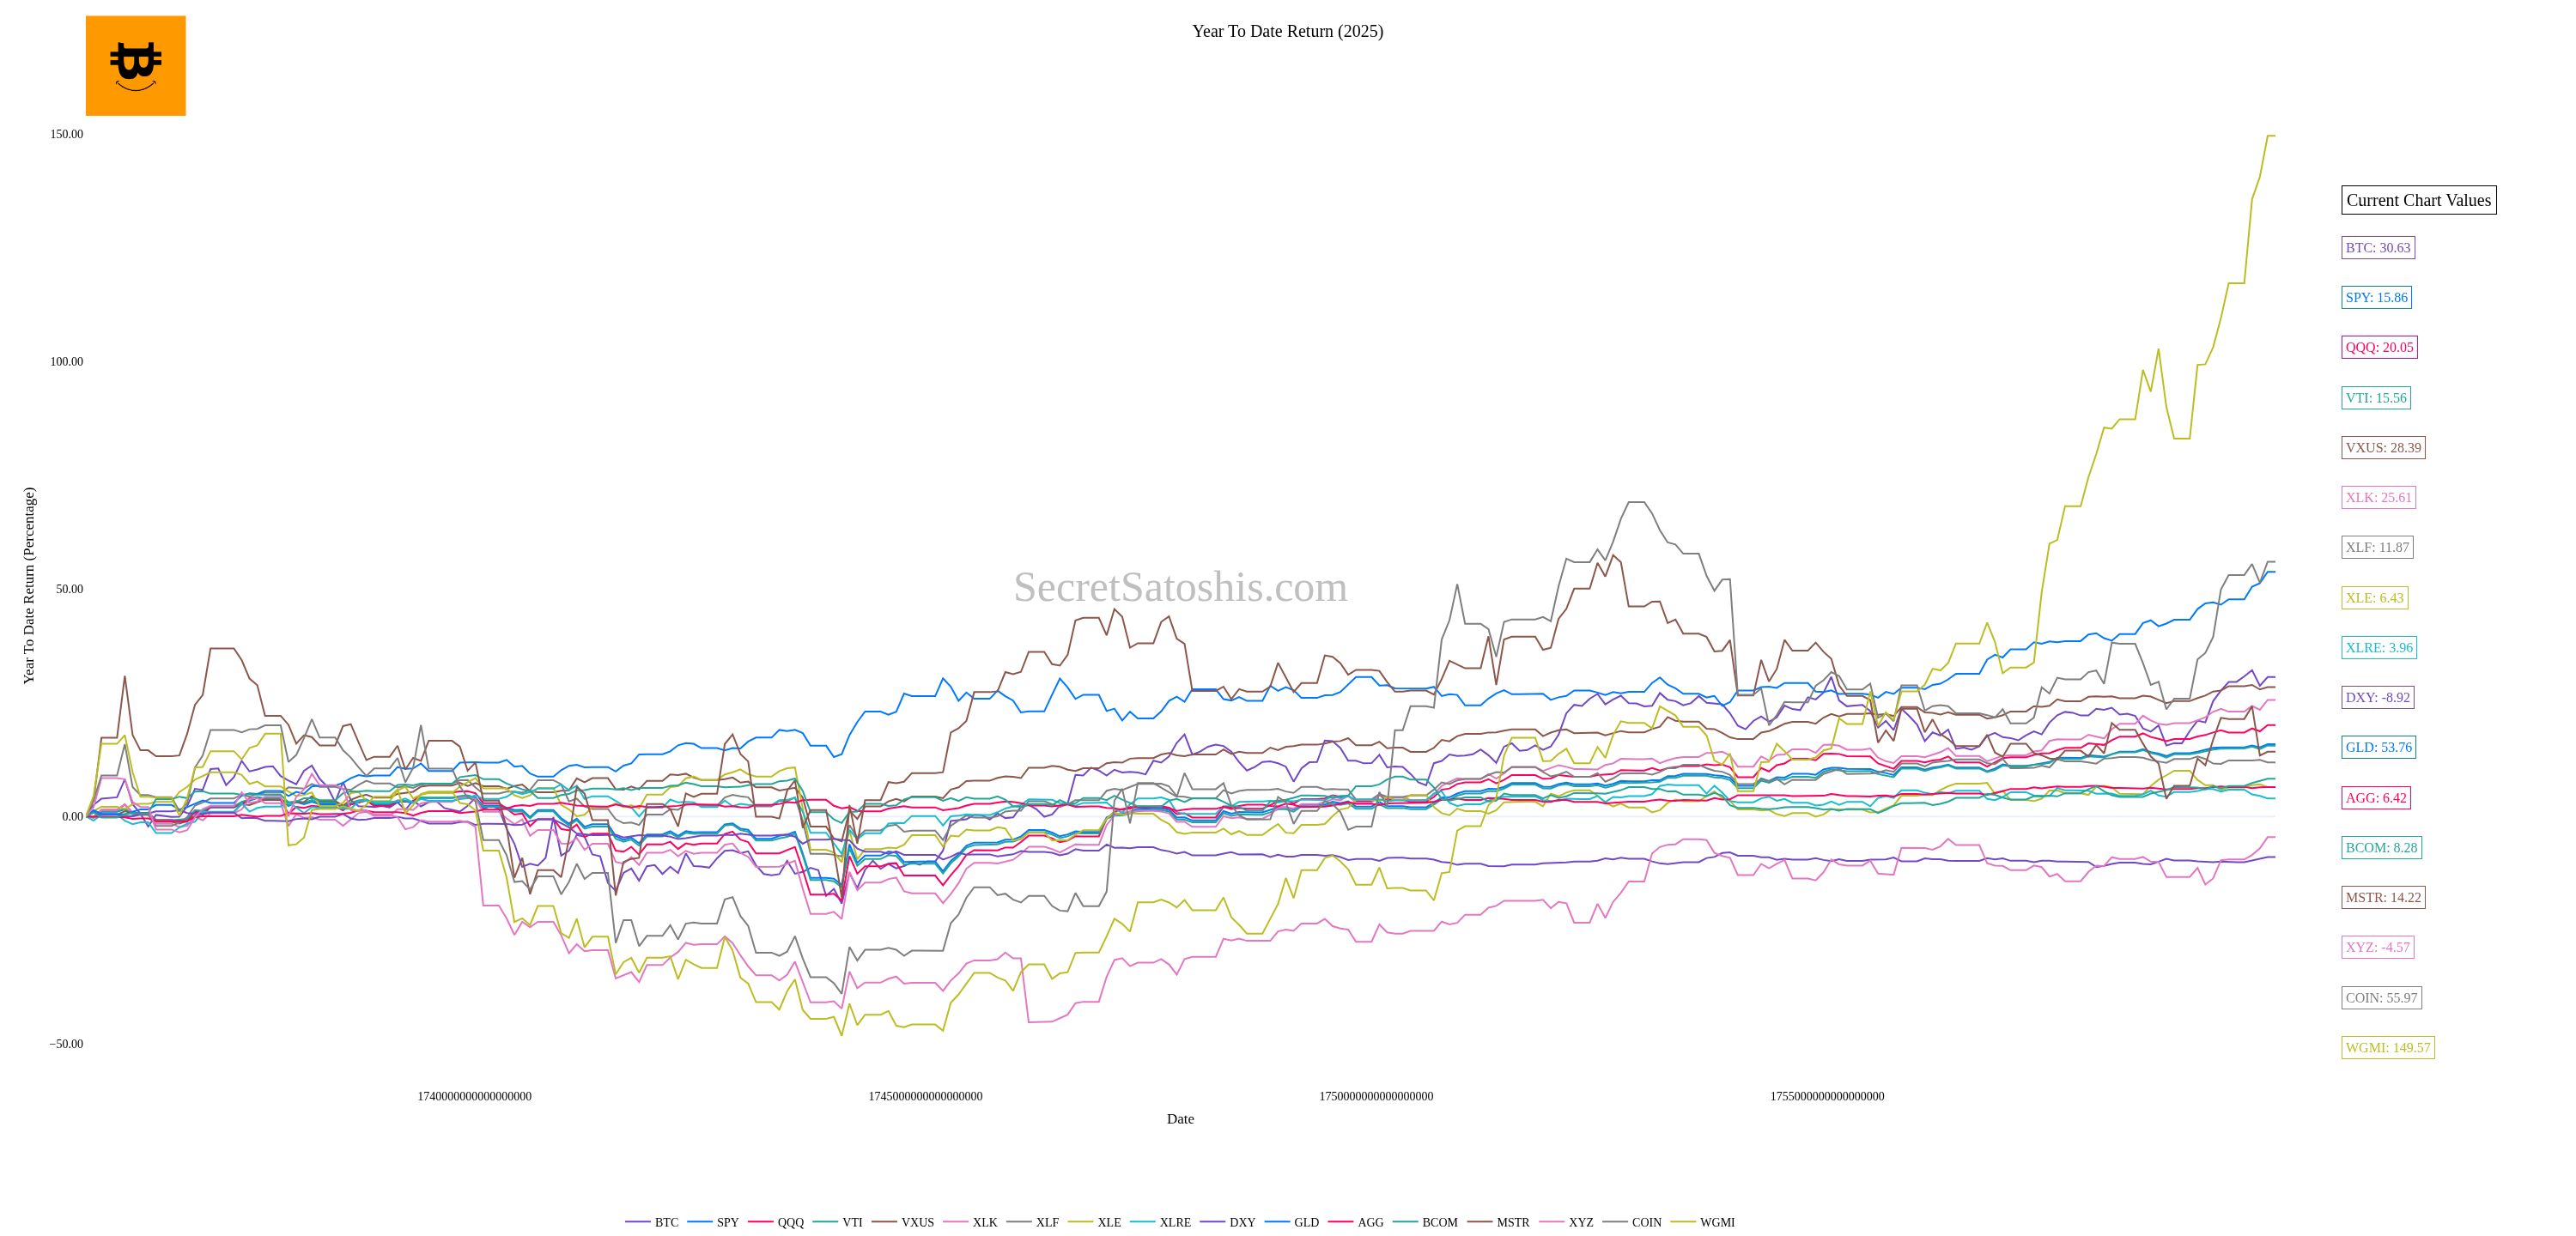 Year To Date Return (2025)
150.00
100.00
50.00
0.00
−50.00
Year To Date Return (Percentage)
SecretSatoshis.com
Current Chart Values
BTC: 30.63
SPY: 15.86
QQQ: 20.05
VTI: 15.56
VXUS: 28.39
XLK: 25.61
XLF: 11.87
XLE: 6.43
XLRE: 3.96
DXY: -8.92
GLD: 53.76
AGG: 6.42
BCOM: 8.28
MSTR: 14.22
XYZ: -4.57
COIN: 55.97
WGMI: 149.57
1740000000000000000 1745000000000000000 1750000000000000000 1755000000000000000
Date
BTC SPY QQQ VTI VXUS XLK XLF XLE XLRE DXY GLD AGG BCOM MSTR XYZ COIN WGMI